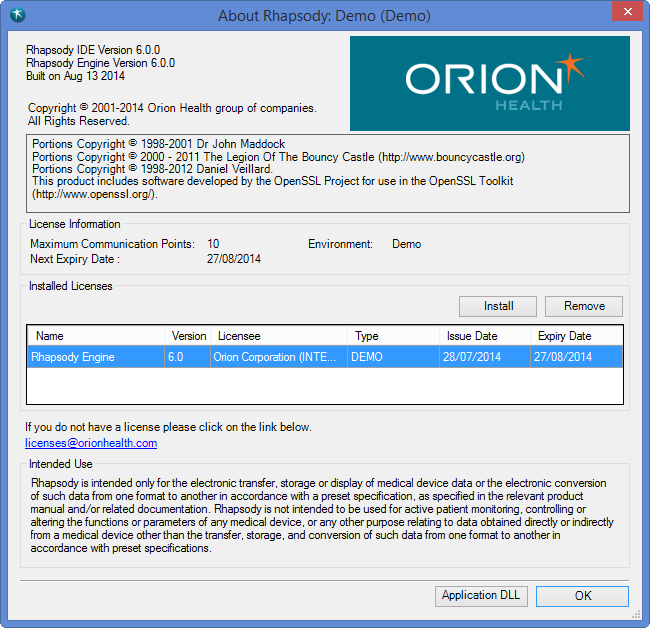 About Rhapsody: Demo (Demo)
Rhapsody IDE Version 6.0.0
Rhapsody Engine Version 6.0.0
Built on Aug 13 2014
Copyright © 2001-2014 Orion Health group of companies.
All Rights Reserved.
ORION
HEALTH
Portions Copyright © 1998-2001 Dr John Maddock
Portions Copyright © 2000 - 2011 The Legion Of The Bouncy Castle (http://www.bouncycastle.org)
Portions Copyright © 1998-2012 Daniel Veillard.
This product includes software developed by the OpenSSL Project for use in the OpenSSL Toolkit
(http://www.openssl.org/).
License Information
Maximum Communication Points: 10 Environment: Demo
Next Expiry Date : 27/08/2014
Installed Licenses
Install Remove
Name Version Licensee Type Issue Date Expiry Date
Rhapsody Engine 6.0 Orion Corporation (INTE... DEMO 28/07/2014 27/08/2014
If you do not have a license please click on the link below.
licenses@orionhealth.com
Intended Use
Rhapsody is intended only for the electronic transfer, storage or display of medical device data or the electronic conversion
of such data from one format to another in accordance with a preset specification, as specified in the relevant product
manual and/or related documentation. Rhapsody is not intended to be used for active patient monitoring, controlling or
altering the functions or parameters of any medical device, or any other purpose relating to data obtained directly or indirectly
from a medical device other than the transfer, storage, and conversion of such data from one format to another in
accordance with preset specifications.
Application DLL OK